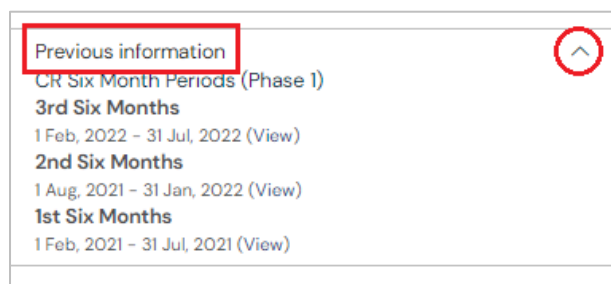 Previous information
CR Six Month Periods (Phase 1)
3rd Six Months
1 Feb, 2022 - 31 Jul, 2022 (View)
2nd Six Months
1 Aug, 2021 - 31 Jan, 2022 (View)
1st Six Months
1 Feb, 2021 - 31 Jul, 2021 (View)